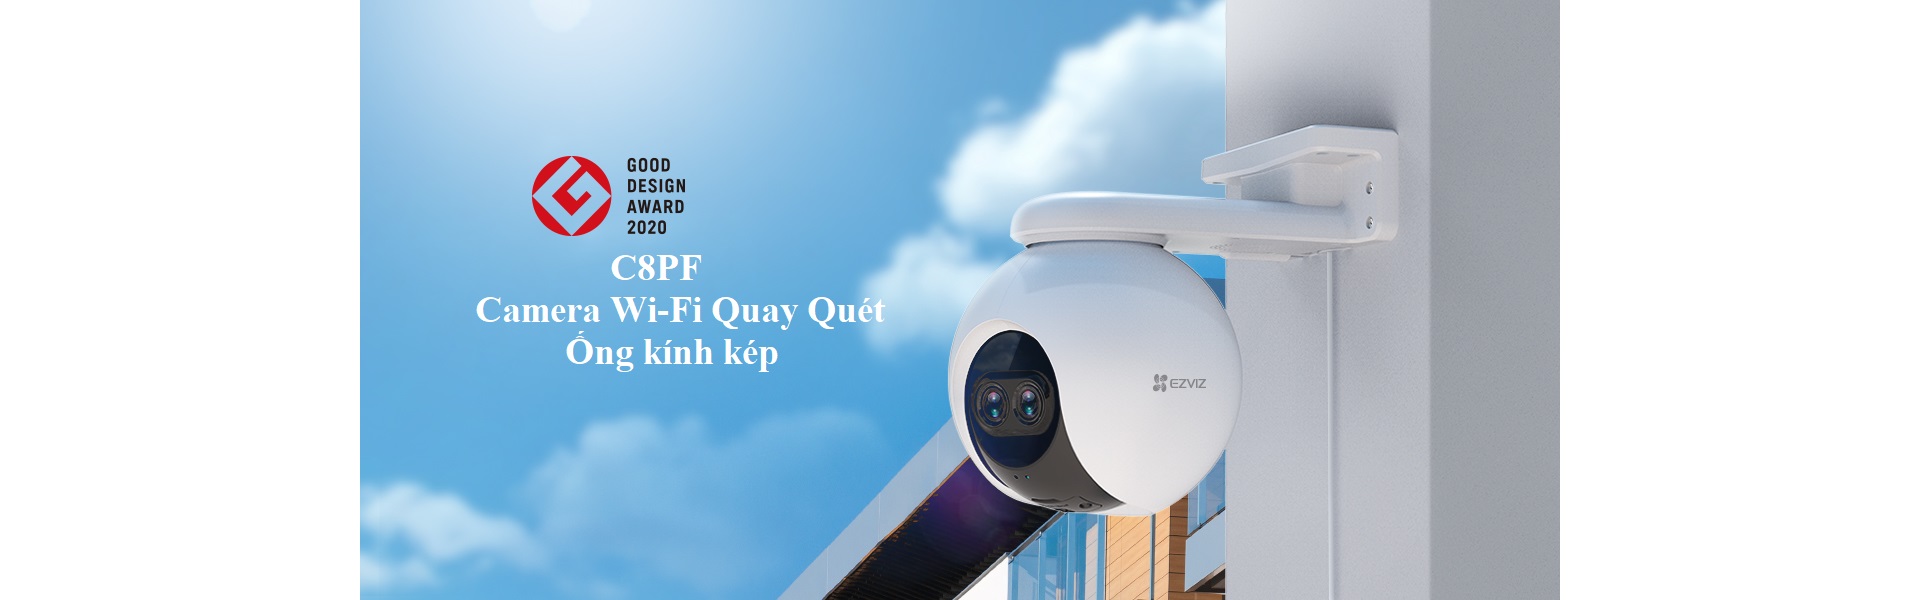 GOOD
DESIGN
AWARD
2020
C8PF
Camera Wi-Fi Quay Quét
Ống kính kép
EZVIZ